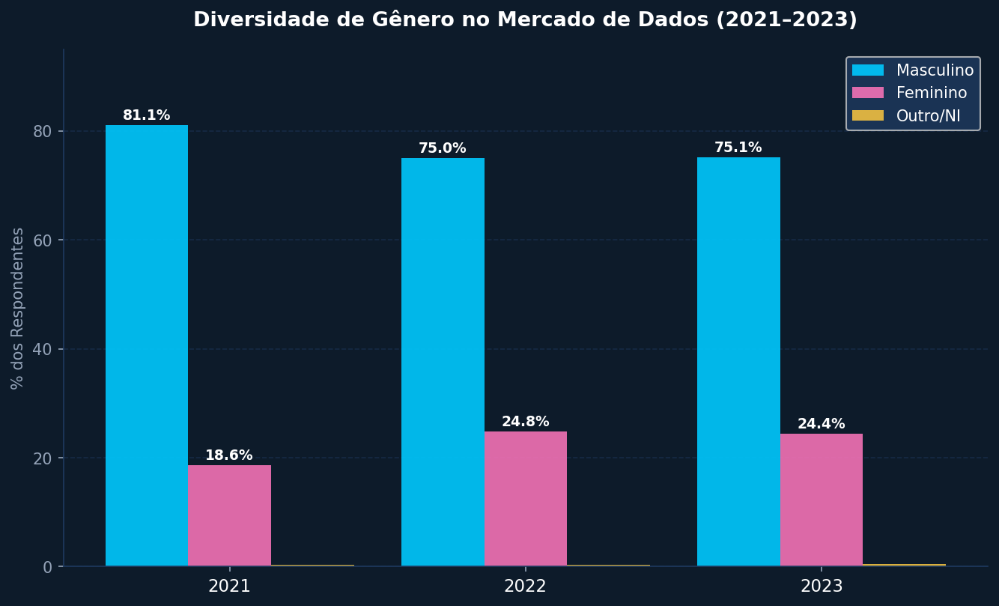 Diversidade de Gênero no Mercado de Dados (2021–2023)
Masculino
Feminino
Outro/NI
% dos Respondentes
80
60
40
20
0
81.1%
18.6%
75.0%
24.8%
75.1%
24.4%
2021
2022
2023